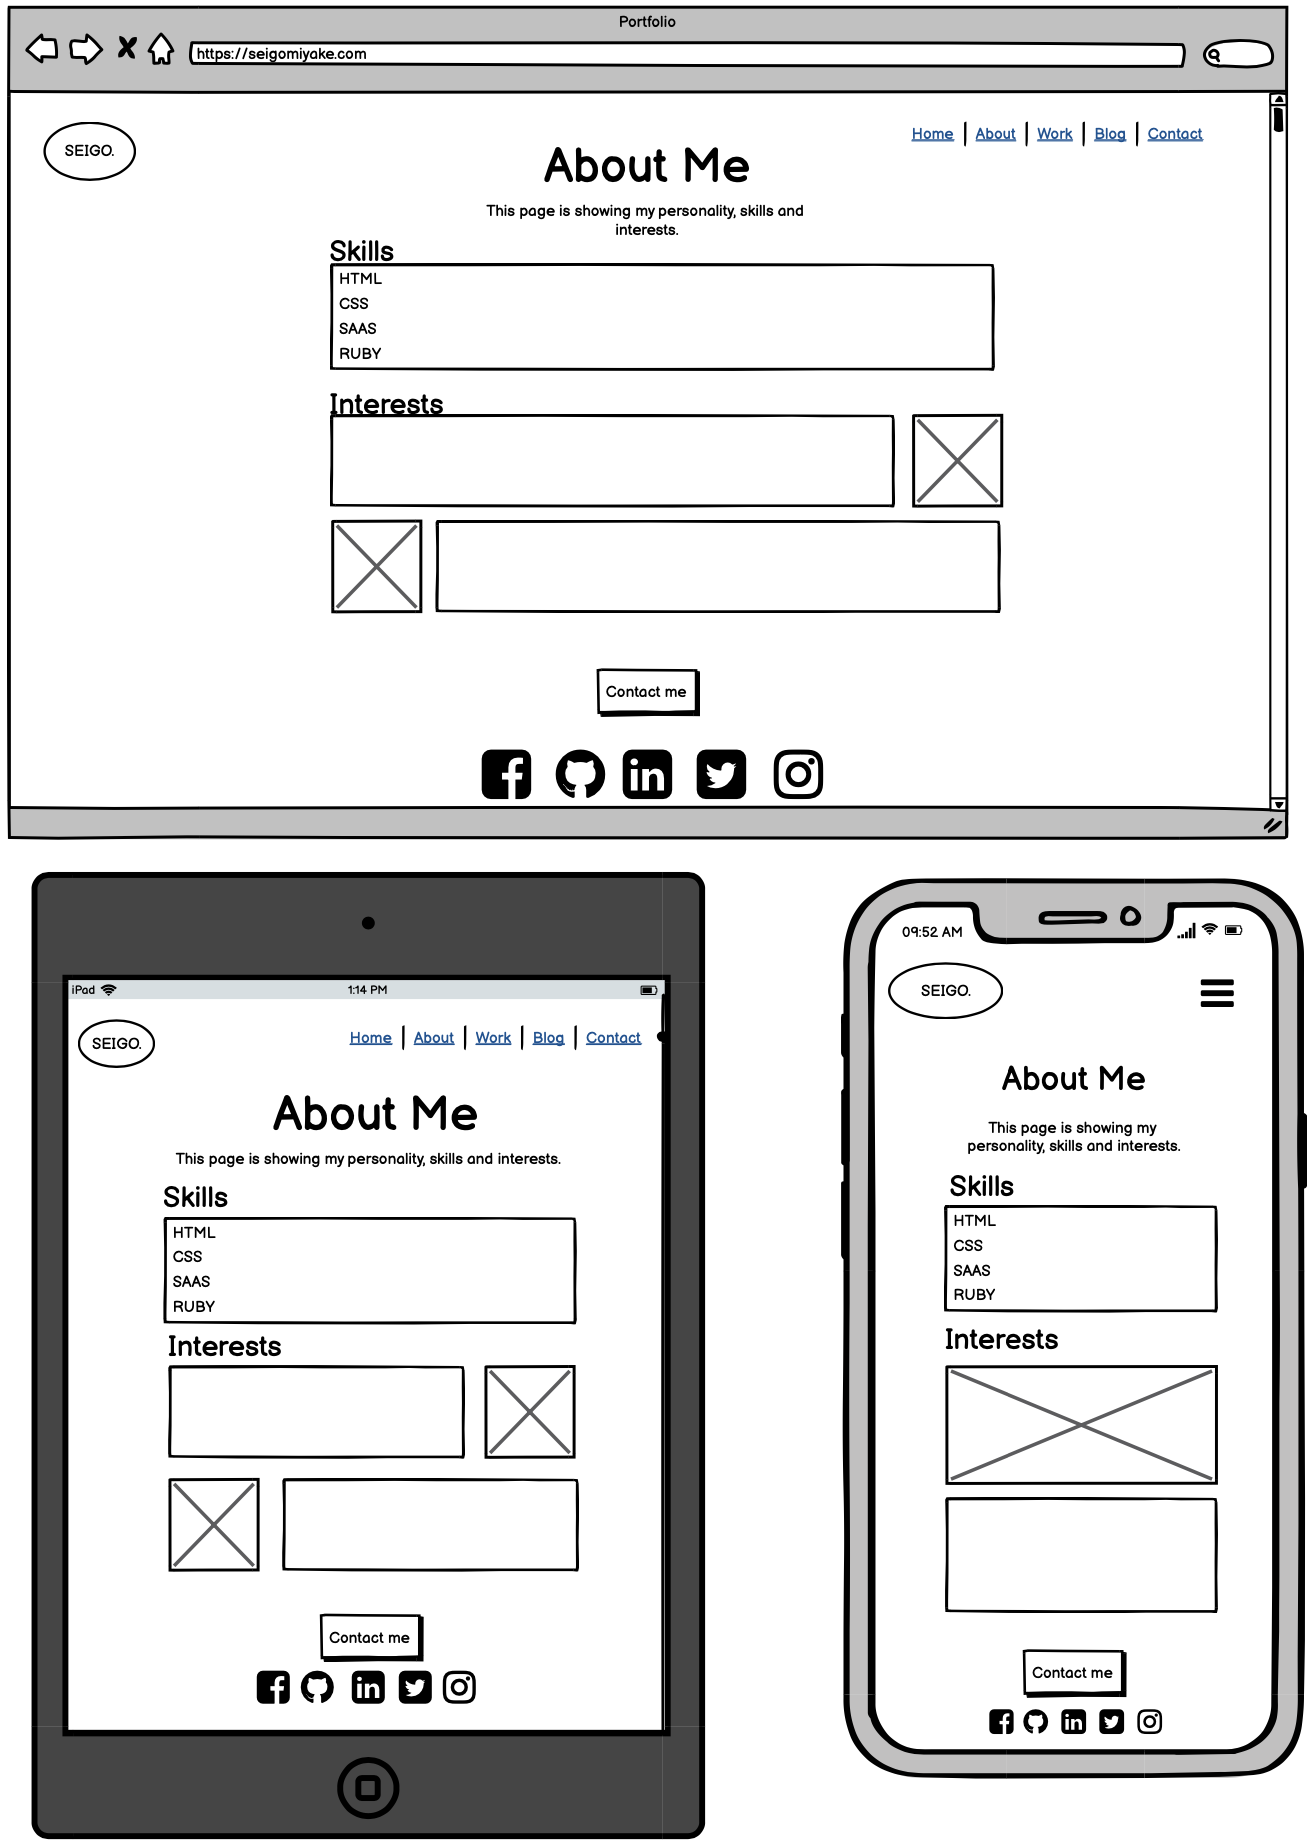 Portfolio
https://seigomiyake.com
SEIGO.
Home About Work Blog Contact
About Me
This page is showing my personality, skills and
interests.
Skills
HTML
CSS
SAAS
RUBY
Interests
Contact me
iPad 1:14 PM
SEIGO.
Home About Work Blog Contact
About Me
This page is showing my personality, skills and interests.
Skills
HTML
CSS
SAAS
RUBY
Interests
Contact me
09:52 AM
SEIGO.
About Me
This page is showing my
personality, skills and interests.
Skills
HTML
CSS
SAAS
RUBY
Interests
Contact me